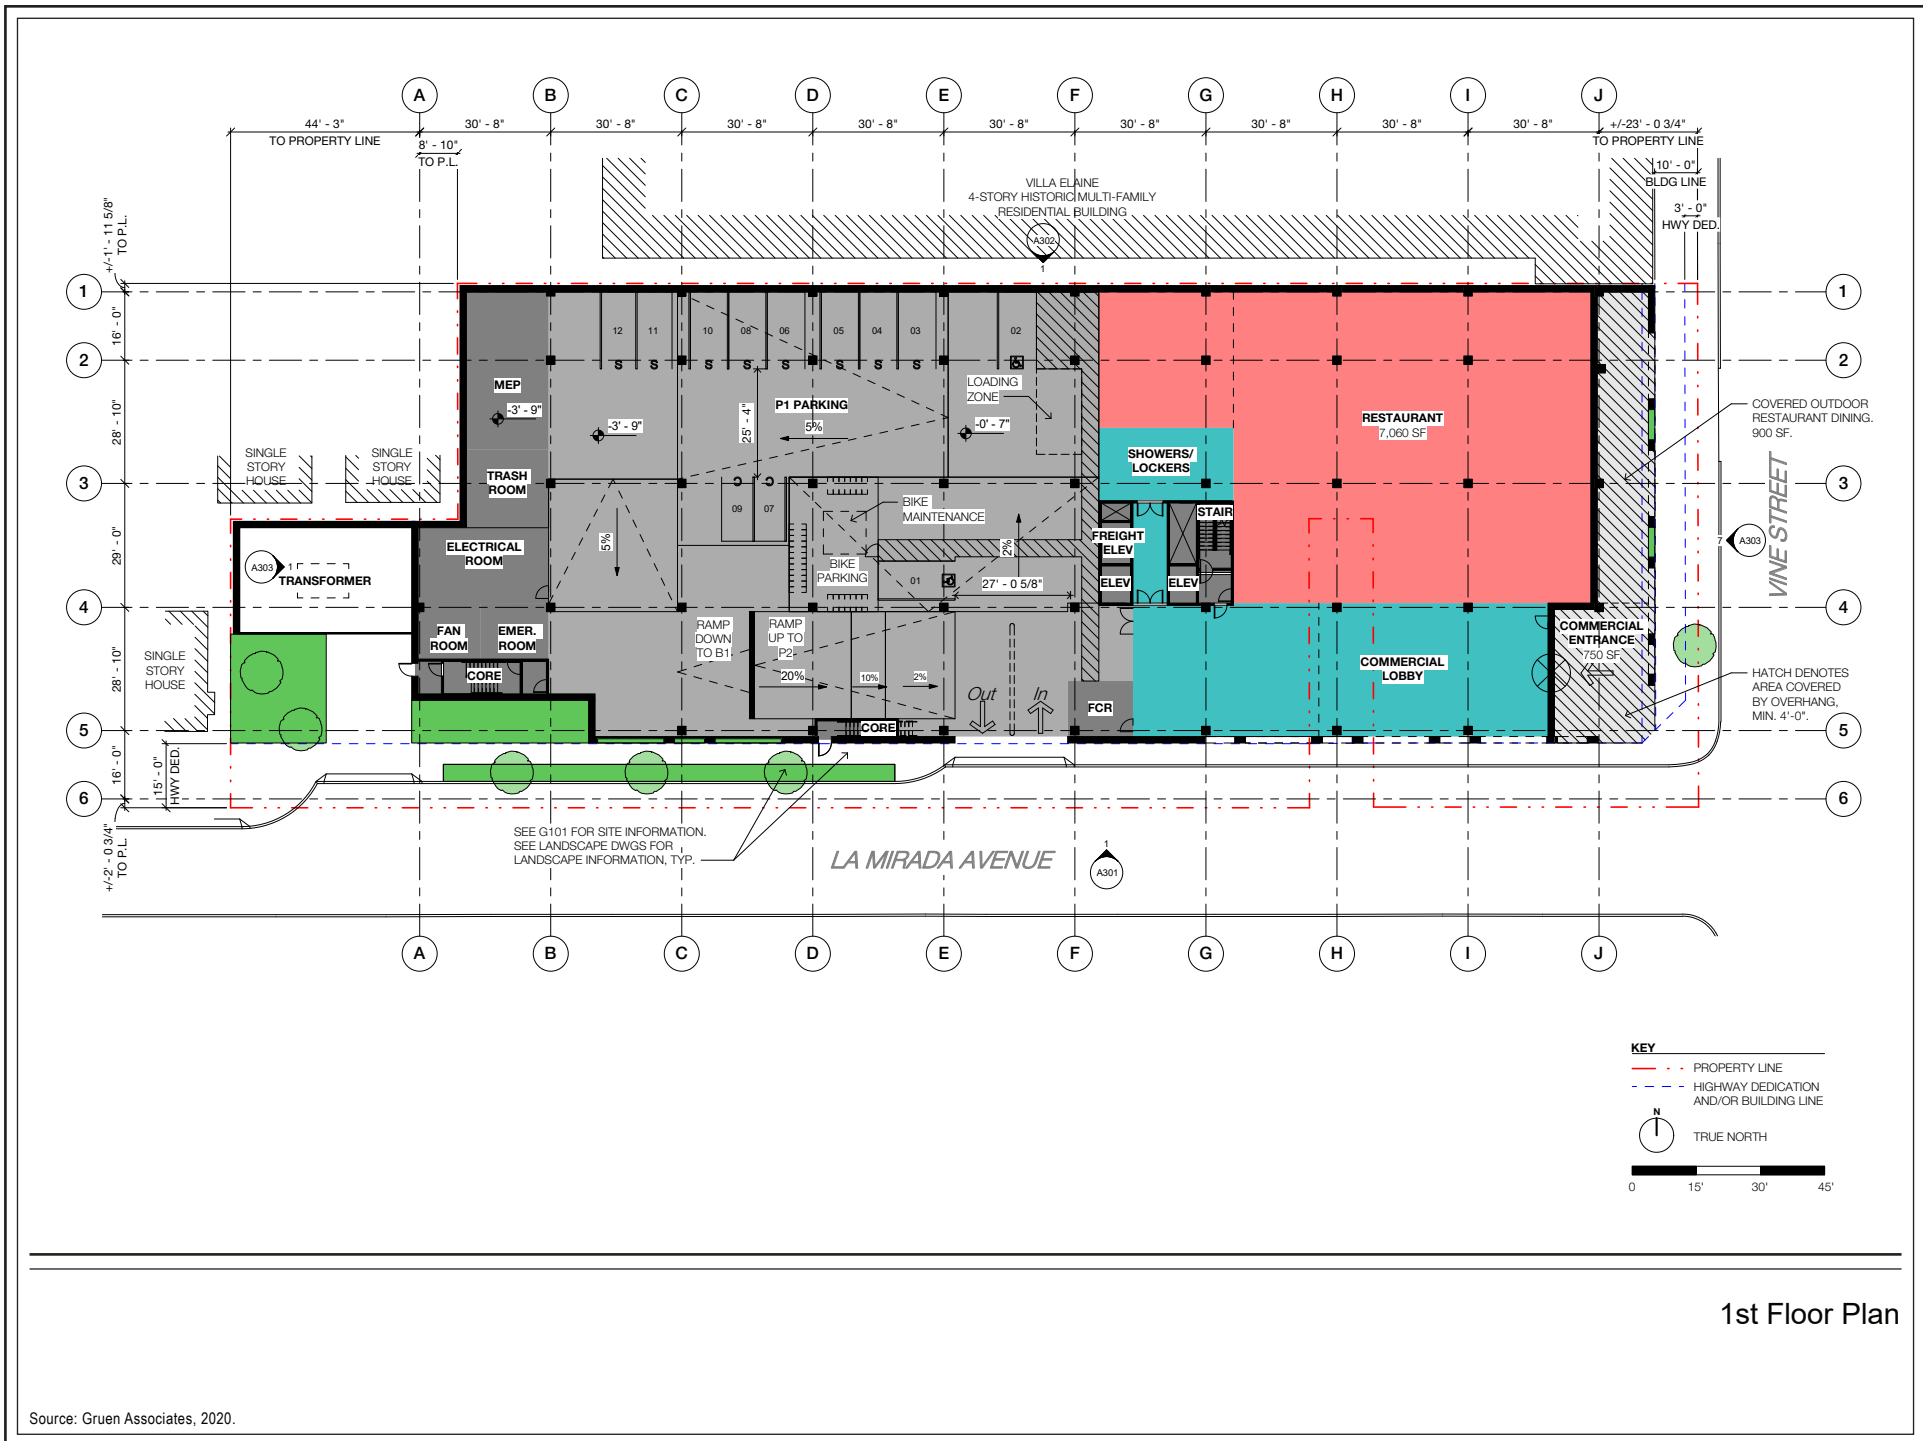 A
B
C
D
E
F
G
H
I
J
44' - 3"
TO PROPERTY LINE
30' - 8"
30' - 8"
30' - 8"
30' - 8"
30' - 8"
30' - 8"
30' - 8"
30' - 8"
30' - 8"
+/-23' - 0 3/4"
TO PROPERTY LINE
8' - 10"
TO P.L.
10' - 0"
BLDG LINE
3' - 0"
HWY DED.
VILLA ELAINE
4-STORY HISTORIC MULTI-FAMILY
RESIDENTIAL BUILDING
A302
1
+/-1' - 11 5/8"
TO P.L.
1
1
16' - 0"
2
2
28' - 10"
3
3
29' - 0"
4
4
28' - 10"
5
5
16' - 0"
6
6
15' - 0"
HWY DED.
+/-2' - 0 3/4"
TO P.L.
12
11
10
08
06
05
04
03
02
S
S
S
S
S
S
S
S
MEP
-3' - 9"
-3' - 9"
P1 PARKING
5%
25' - 4"
LOADING
ZONE
-0' - 7"
RESTAURANT
7,060 SF
COVERED OUTDOOR
RESTAURANT DINING.
900 SF.
SHOWERS/
LOCKERS
SINGLE
STORY
HOUSE
SINGLE
STORY
HOUSE
TRASH
ROOM
C
C
09
07
BIKE
MAINTENANCE
STAIR
FREIGHT
ELEV
ELEV
ELEV
ELECTRICAL
ROOM
5%
2%
BIKE
PARKING
01
27' - 0 5/8"
A303
1
TRANSFORMER
7
A303
VINE STREET
FAN
ROOM
EMER.
ROOM
RAMP
DOWN
TO B1
RAMP
UP TO
P2
20%
10%
2%
Out
In
FCR
CORE
CORE
COMMERCIAL
LOBBY
COMMERCIAL
ENTRANCE
750 SF
SINGLE
STORY
HOUSE
HATCH DENOTES
AREA COVERED
BY OVERHANG,
MIN. 4'-0".
SEE G101 FOR SITE INFORMATION.
SEE LANDSCAPE DWGS FOR
LANDSCAPE INFORMATION, TYP.
LA MIRADA AVENUE
1
A301
A
B
C
D
E
F
G
H
I
J
KEY
PROPERTY LINE
HIGHWAY DEDICATION
AND/OR BUILDING LINE
N
TRUE NORTH
0
15'
30'
45'
1st Floor Plan
Source: Gruen Associates, 2020.